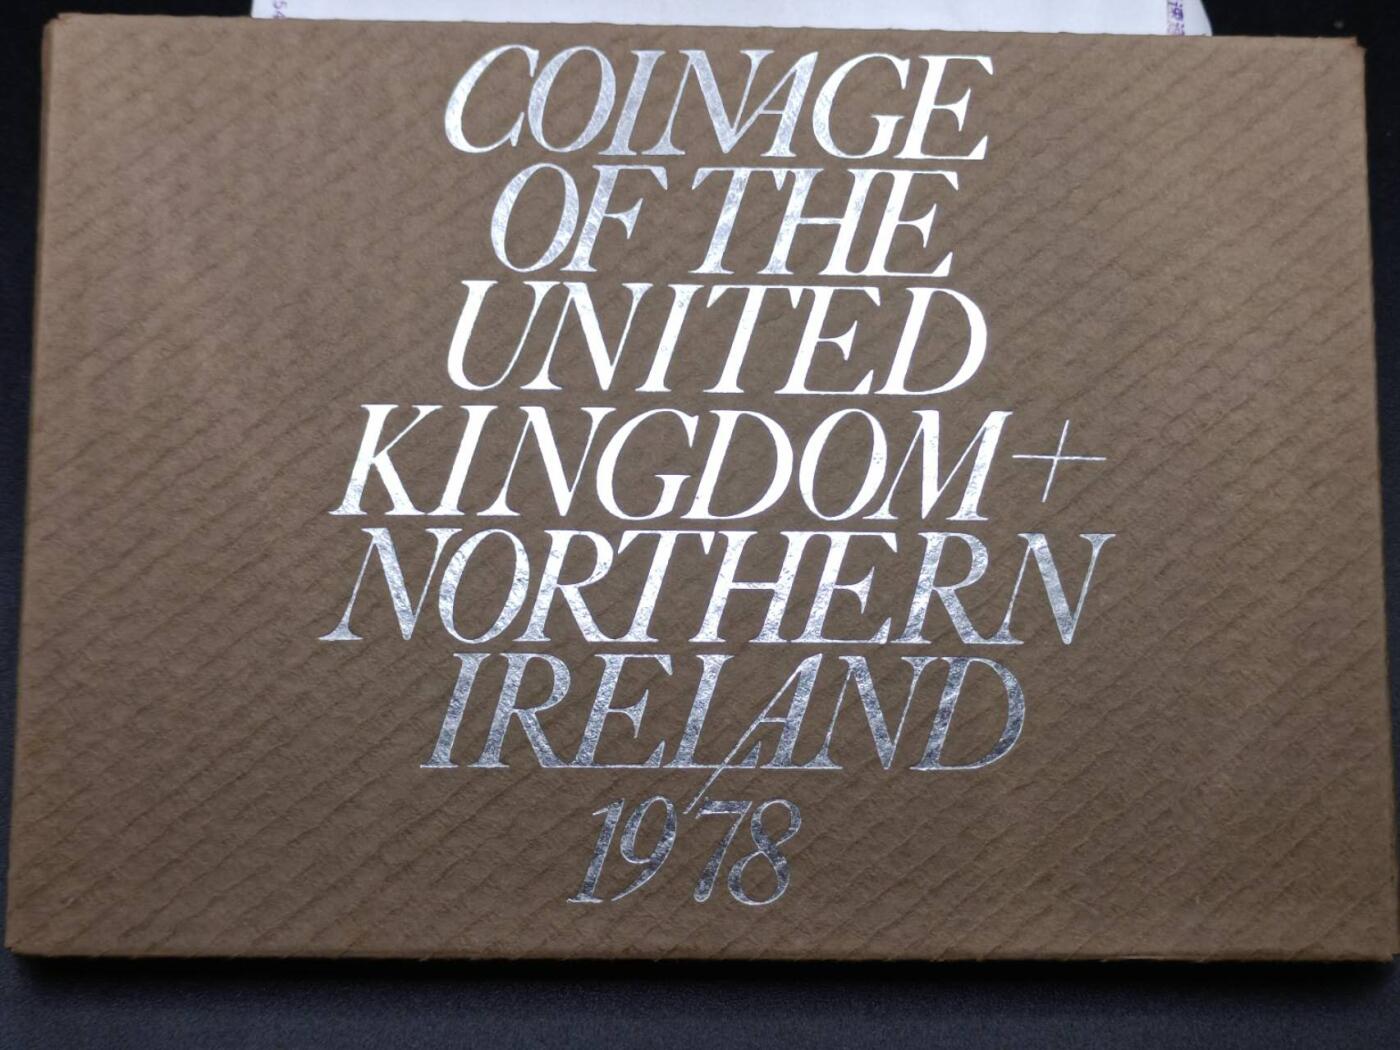 COINAGE
OF THE
UNITED
KINGDOM+
NORTHERN
IRELAND
1978